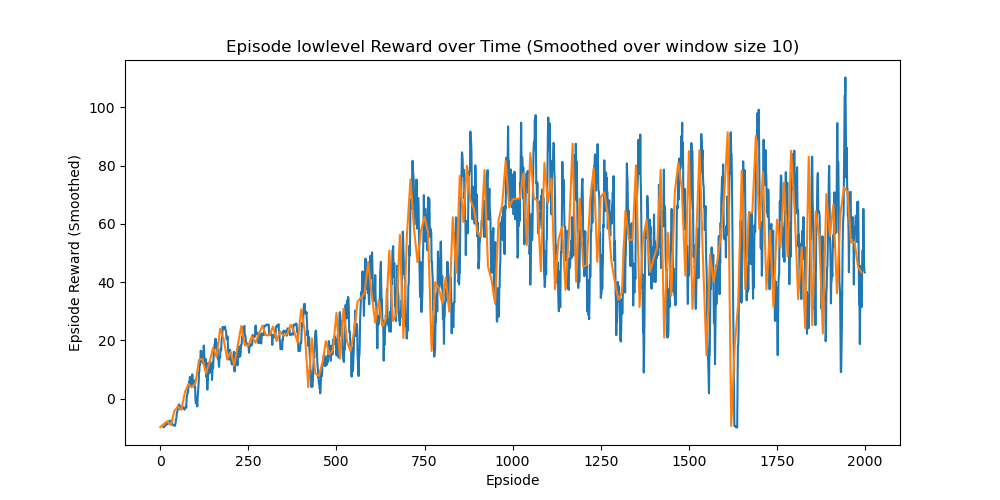 Episode lowlevel Reward over Time (Smoothed over window size 10)
Epsiode Reward (Smoothed)
100
80
60
40
20
0
0 250 500 750 1000 1250 1500 1750 2000
Epsiode